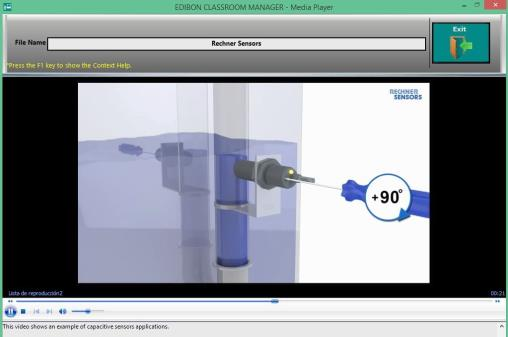 EDIBON CLASSROOM MANAGER - Media Player
Exit
File Name
Rechner Sensors
*Press the F1 key to show the Context Help.
RECHNER
SENSORS
+90°
Lista de reproducción2
00:21
This video shows an example of capacitive sensors applications.